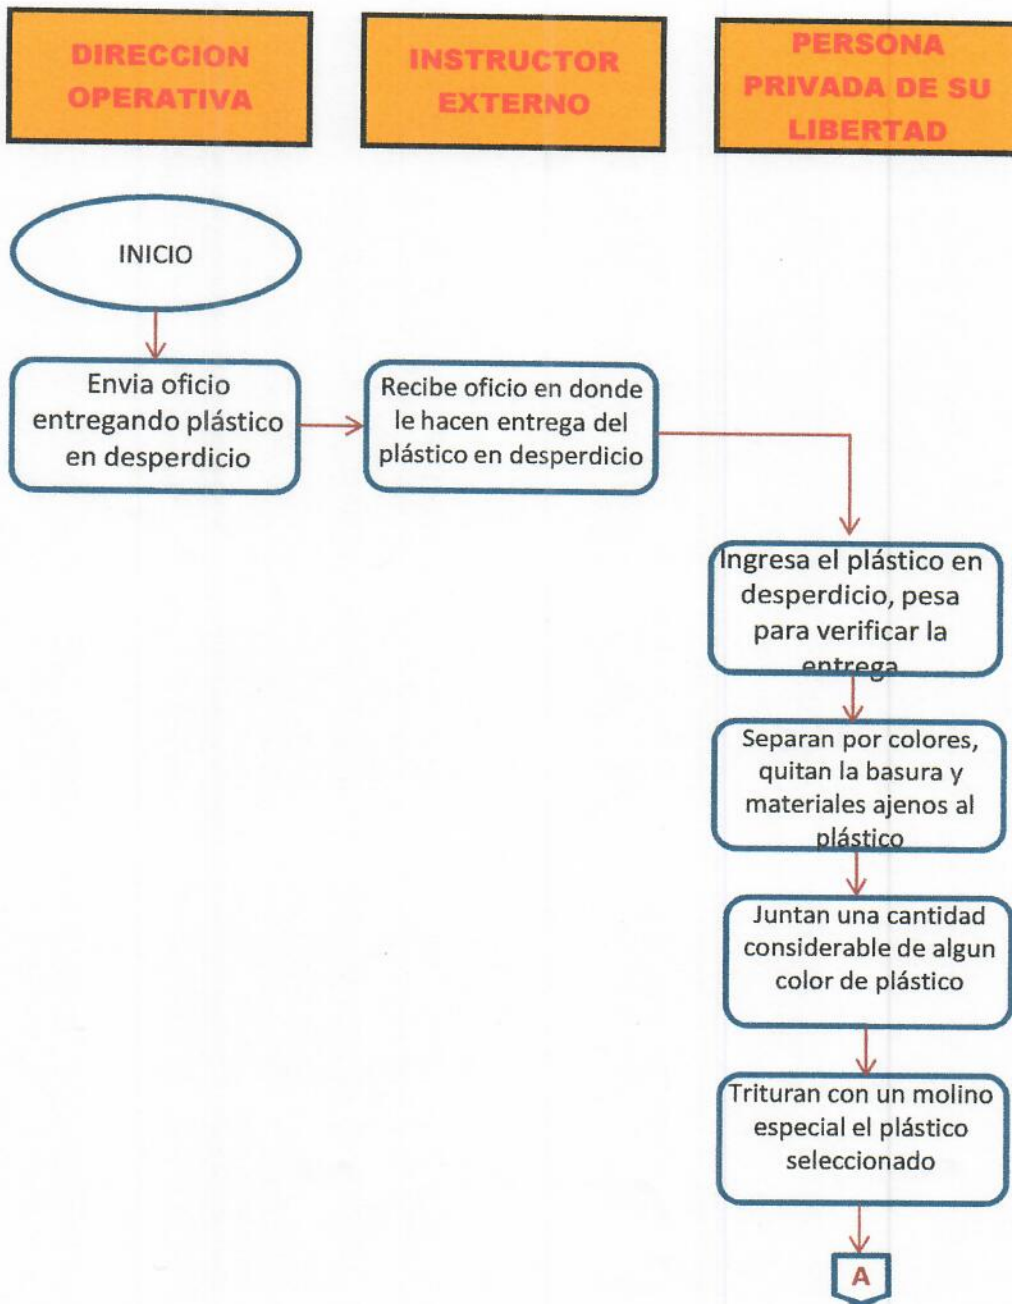 DIRECCION
OPERATIVA
INSTRUCTOR
EXTERNO
PERSONA
PRIVADA DE SU
LIBERTAD
INICIO
Envia oficio
entregando plástico
en desperdicio
Recibe oficio en donde
le hacen entrega del
plástico en desperdicio
Ingresa el plástico en
desperdicio, pesa
para verificar la
entrega
Separan por colores,
quitan la basura y
materiales ajenos al
plástico
Juntan una cantidad
considerable de algun
color de plástico
Trituran con un molino
especial el plástico
seleccionado
A